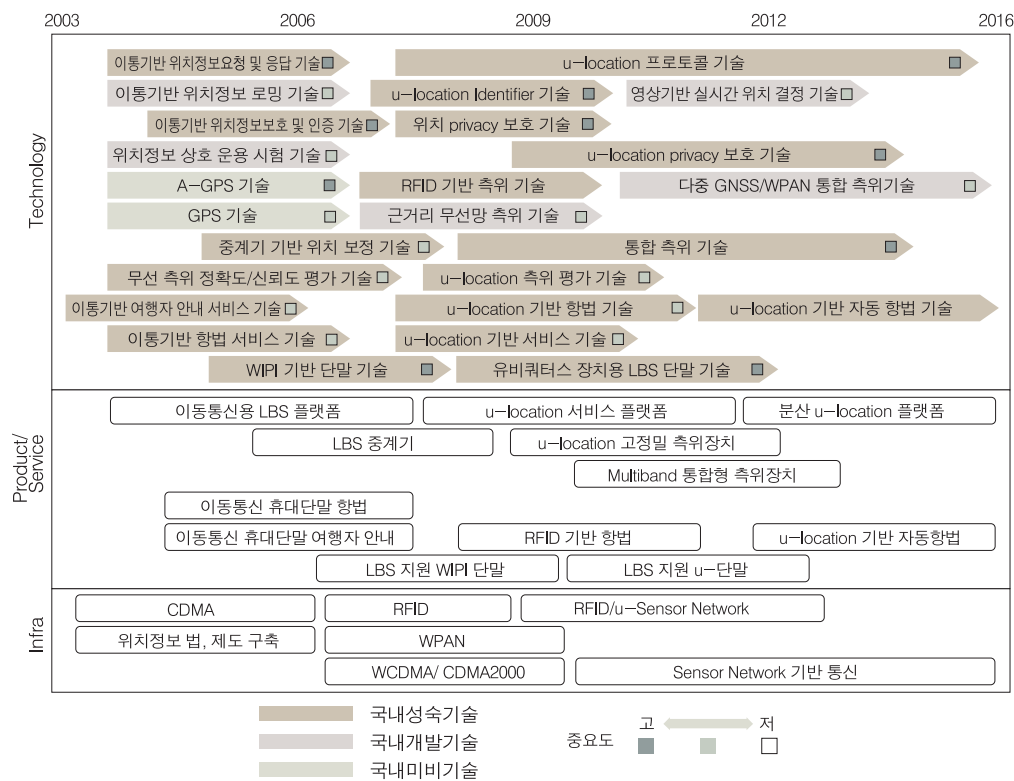 2003 2006 2009 2012 2016
Technology
이통기반 위치정보요청 및 응답 기술 u-location 프로토콜 기술
이통기반 위치정보 로밍 기술 u-location Identifier 기술 영상기반 실시간 위치 결정 기술
이통기반 위치정보보호 및 인증 기술 위치 privacy 보호 기술
위치정보 상호 운용 시험 기술 u-location privacy 보호 기술
A-GPS 기술 RFID 기반 측위 기술 다중 GNSS/WPAN 통합 측위기술
GPS 기술 근거리 무선망 측위 기술
중계기 기반 위치 보정 기술 통합 측위 기술
무선 측위 정확도/신뢰도 평가 기술 u-location 측위 평가 기술
이통기반 여행자 안내 서비스 기술 u-location 기반 항법 기술 u-location 기반 자동 항법 기술
이통기반 항법 서비스 기술 u-location 기반 서비스 기술
WIPI 기반 단말 기술 유비쿼터스 장치용 LBS 단말 기술
Product/
Service
이동통신용 LBS 플랫폼 u-location 서비스 플랫폼 분산 u-location 플랫폼
LBS 중계기 u-location 고정밀 측위장치
Multiband 통합형 측위장치
이동통신 휴대단말 항법
이동통신 휴대단말 여행자 안내 RFID 기반 항법 u-location 기반 자동항법
LBS 지원 WIPI 단말 LBS 지원 u-단말
Infra
CDMA RFID RFID/u-Sensor Network
위치정보 법, 제도 구축 WPAN
WCDMA/ CDMA2000 Sensor Network 기반 통신
국내성숙기술
국내개발기술
국내미비기술
중요도 고 저